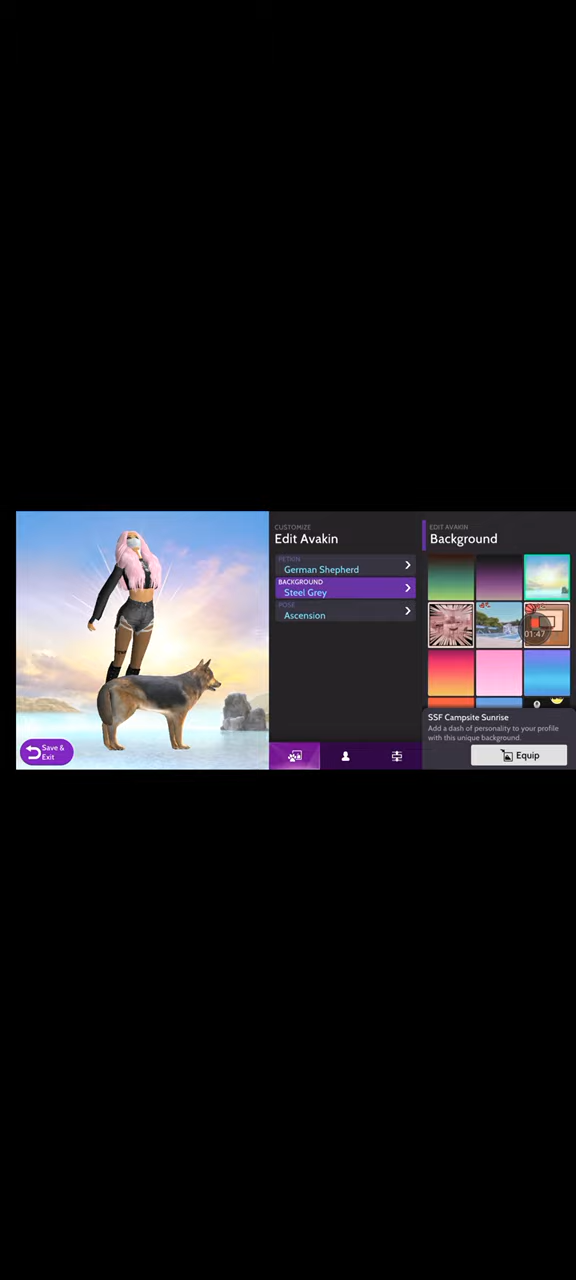 CUSTOMIZE
Edit Avakin
PETKIN
German Shepherd
BACKGROUND
Steel Grey
POSE
Ascension
Save &
Exit
EDIT AVAKIN
Background
01:47
SSF Campsite Sunrise
Add a dash of personality to your profile
with this unique background.
Equip